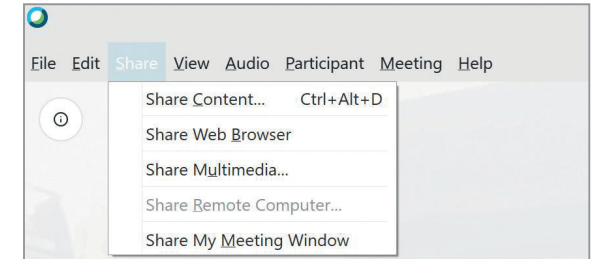 File Edit Share View Audio Participant Meeting Help
Share Content... Ctrl+Alt+D
Share Web Browser
Share Multimedia...
Share Remote Computer...
Share My Meeting Window